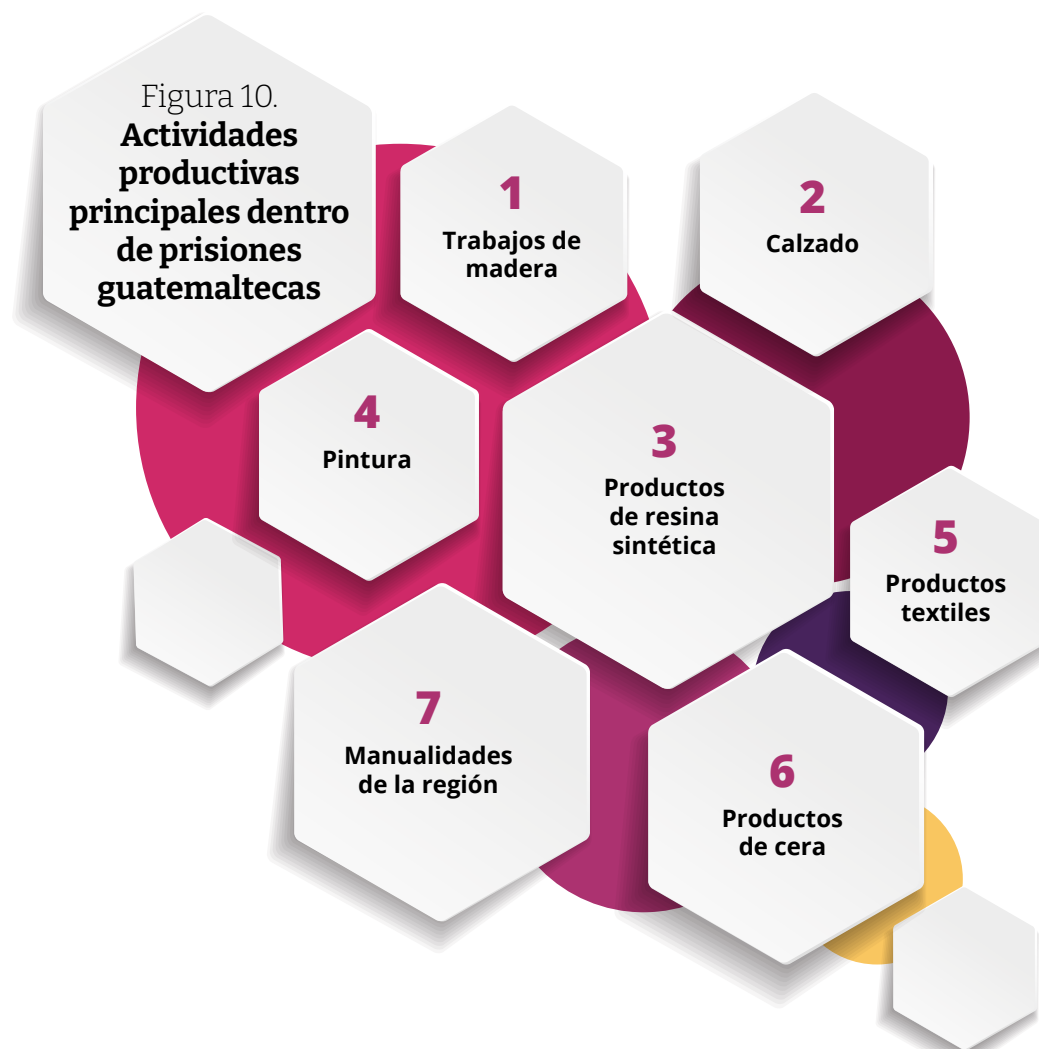 Figura 10.
Actividades
productivas
principales dentro
de prisiones
guatemaltecas
1
Trabajos de
madera
2
Calzado
3
Productos
de resina
sintética
4
Pintura
5
Productos
textiles
6
Productos
de cera
7
Manualidades
de la región